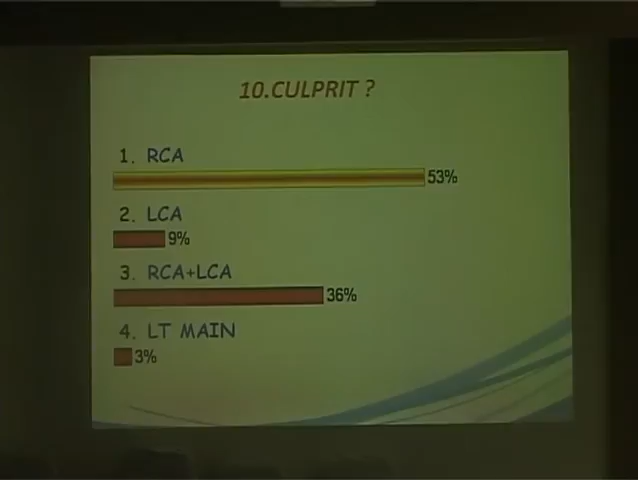 10.CULPRIT ?
1. RCA
53%
2. LCA
9%
3. RCA+LCA
36%
4. LT MAIN
3%